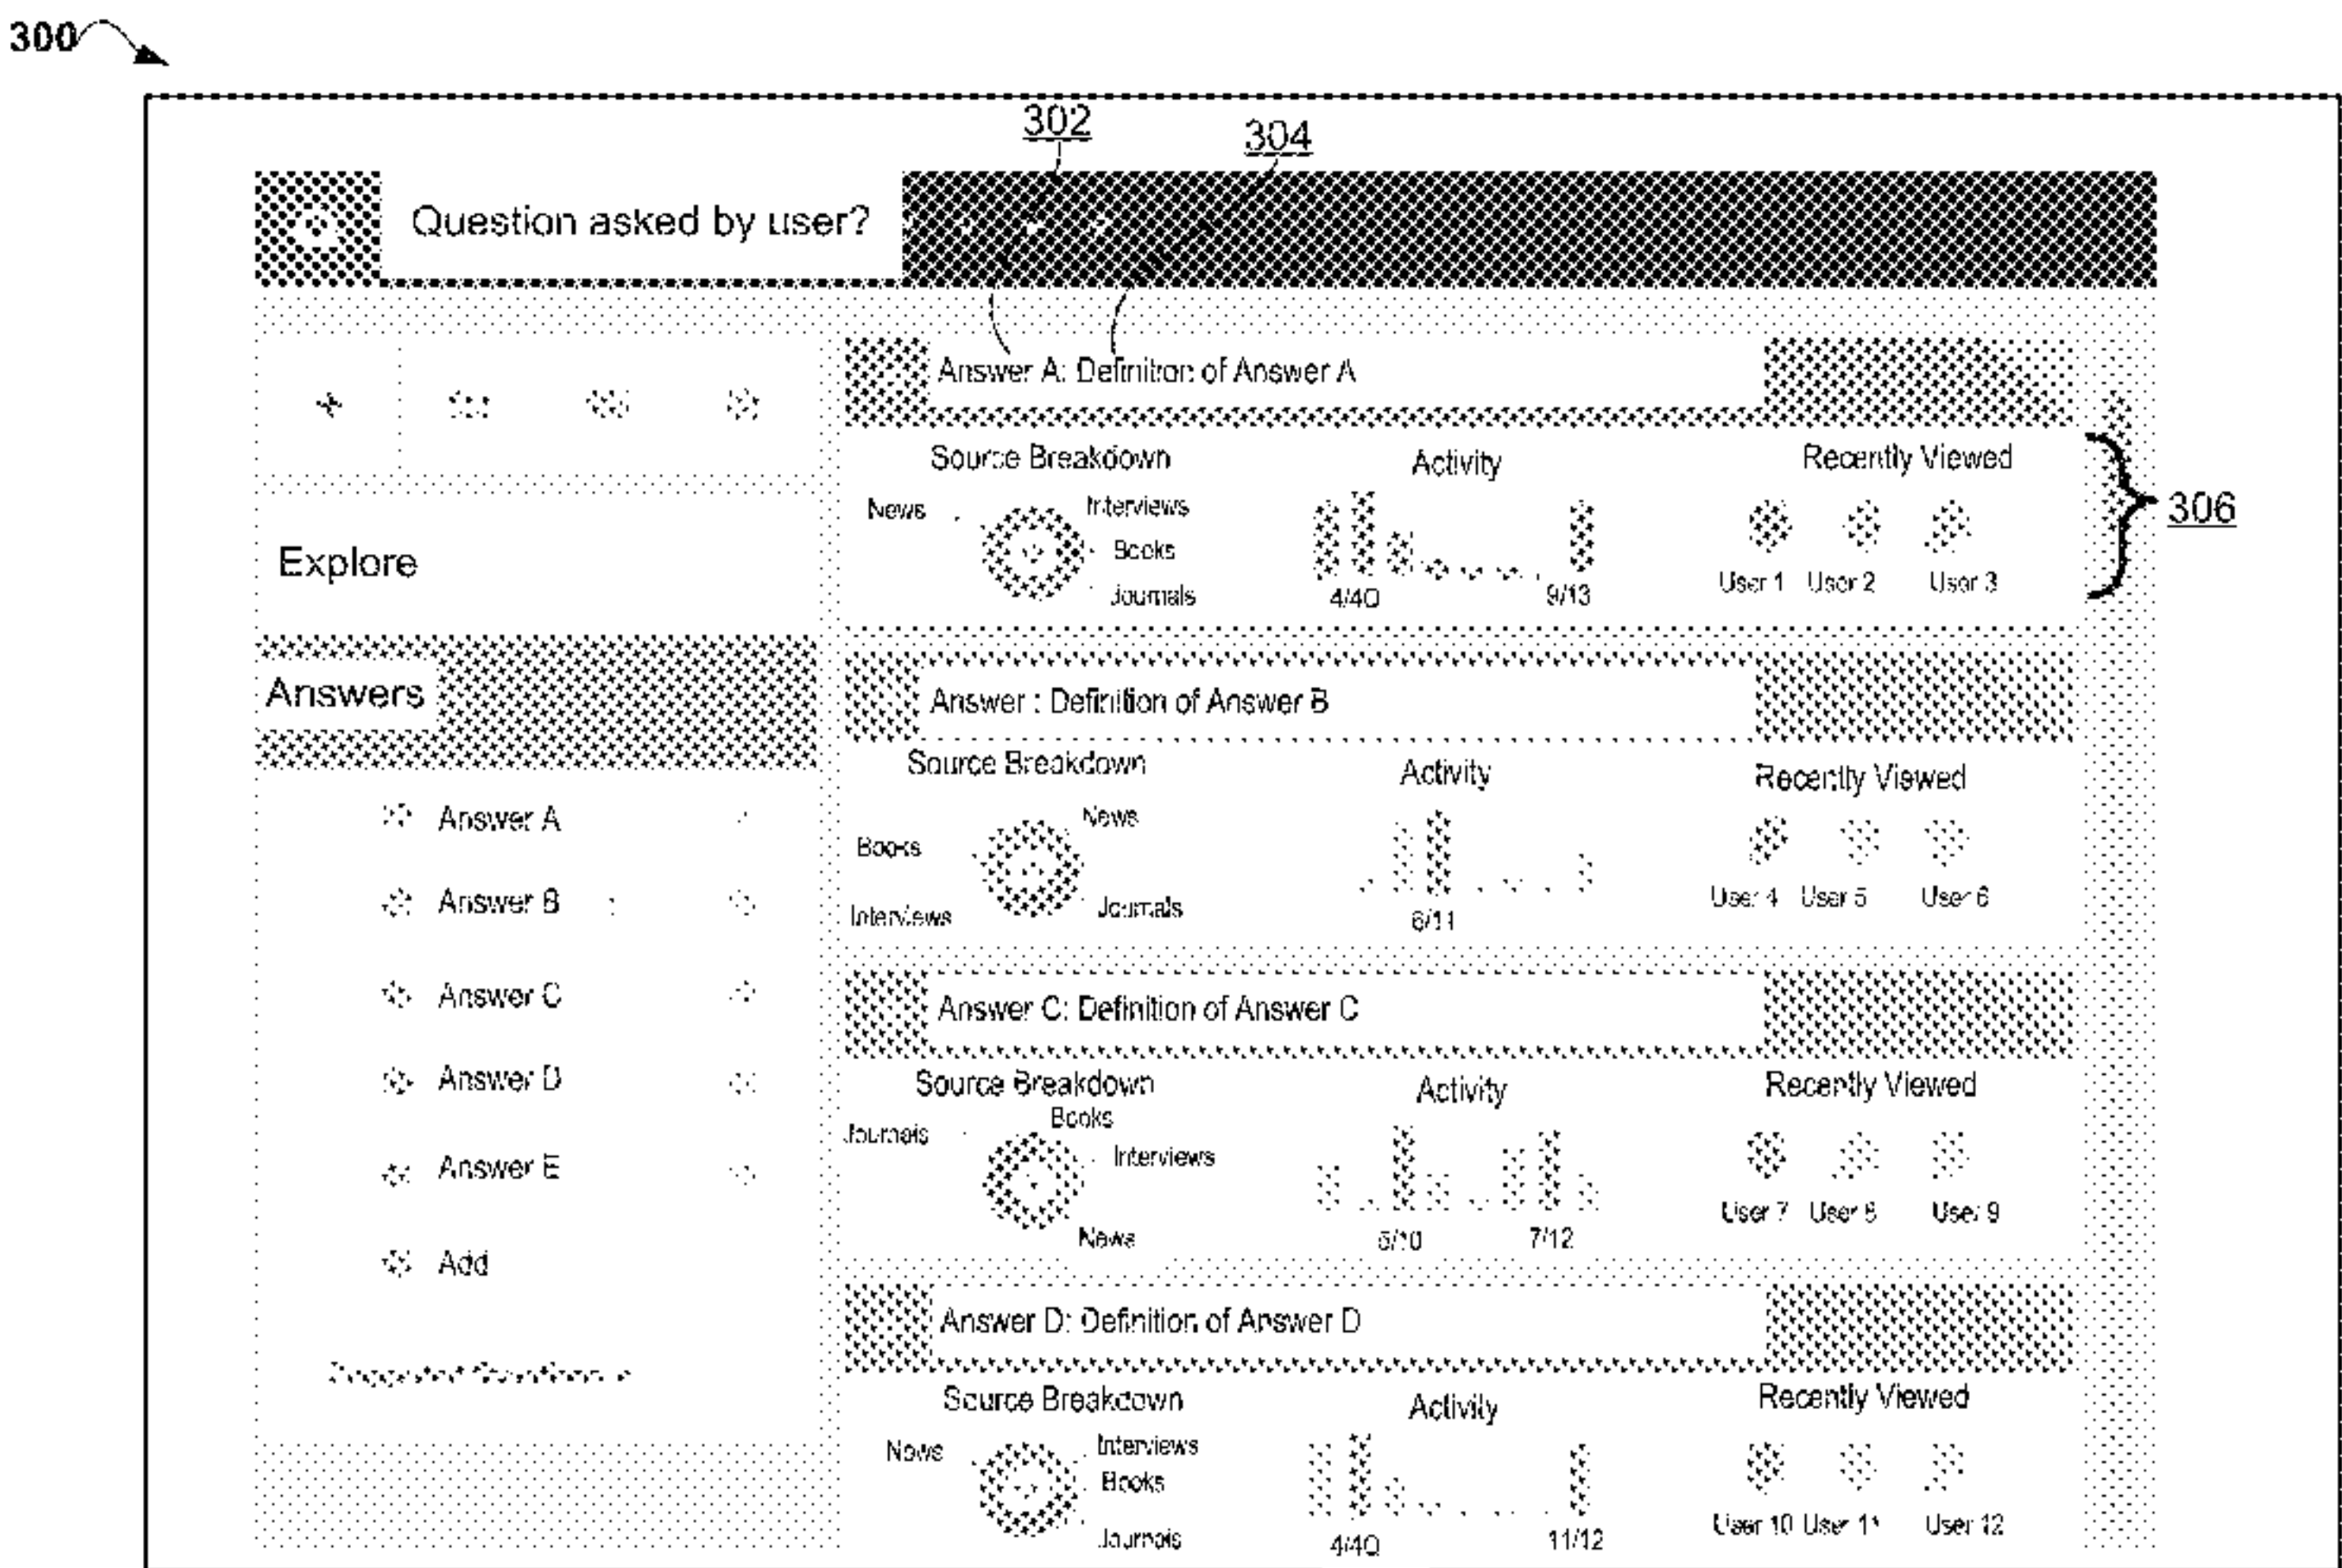 300
302
304
Question asked by user?
Explore
Answers
Answer A
Answer B
Answer C
Answer D
Answer E
Add
Answer A: Definition of Answer A
Source Breakdown
Activity
Recently Viewed
News
Interviews
Books
Journals
4/4Q
9/13
User 1
User 2
User 3
306
Answer : Definition of Answer B
Source Breakdown
Activity
Recently Viewed
News
Books
Interviews
Journals
6/11
User 4
User 5
User 6
Answer C: Definition of Answer C
Source Breakdown
Activity
Recently Viewed
Books
Journals
Interviews
News
5/10
7/12
User 7
User 8
User 9
Answer D: Definition of Answer D
Source Breakdown
Activity
Recently Viewed
News
Interviews
Books
Journals
4/4Q
11/12
User 10
User 11
User 12